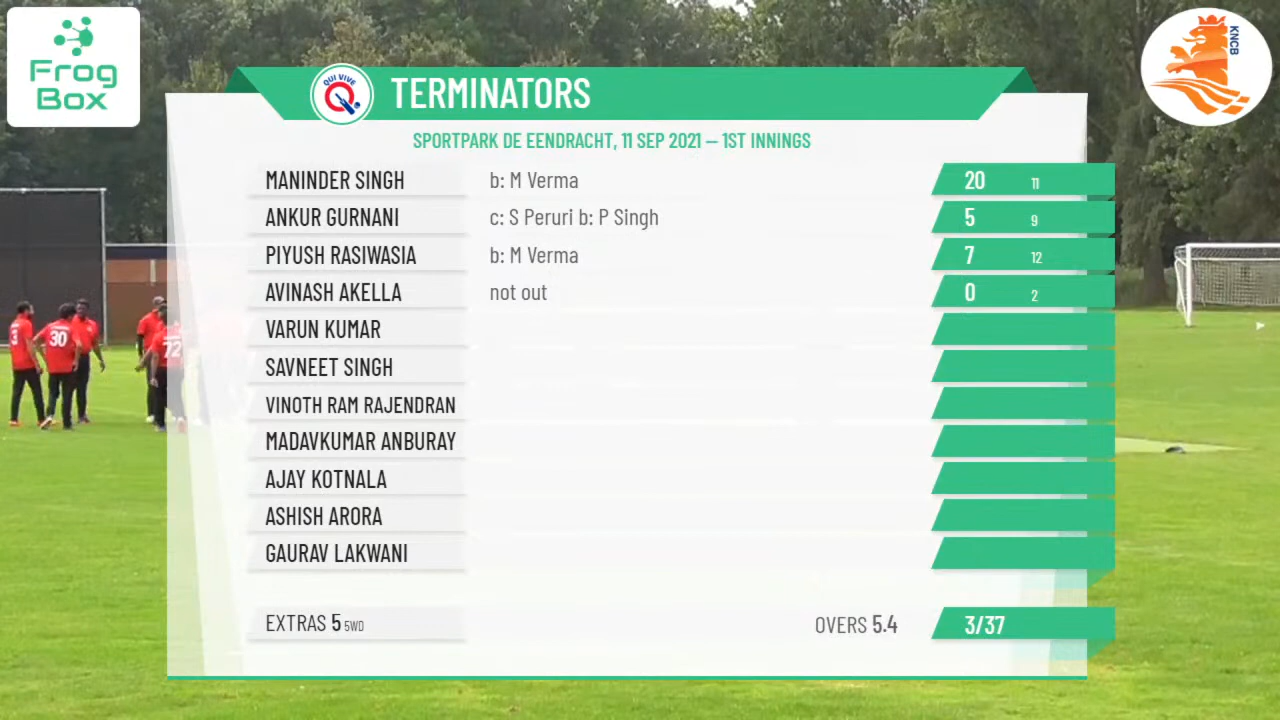 Frog
Box
QUI VIVE
TERMINATORS
KNCB
SPORTPARK DE EENDRACHT, 11 SEP 2021 – 1ST INNINGS
MANINDER SINGH b: M Verma 20 11
ANKUR GURNANI c: S Peruri b: P Singh 5 9
PIYUSH RASIWASIA b: M Verma 7 12
AVINASH AKELLA not out 0 2
VARUN KUMAR
SAVNEET SINGH
VINOTH RAM RAJENDRAN
MADAVKUMAR ANBURAY
AJAY KOTNALA
ASHISH ARORA
GAURAV LAKWANI
EXTRAS 5 5WD OVERS 5.4 3/37
3
30
72